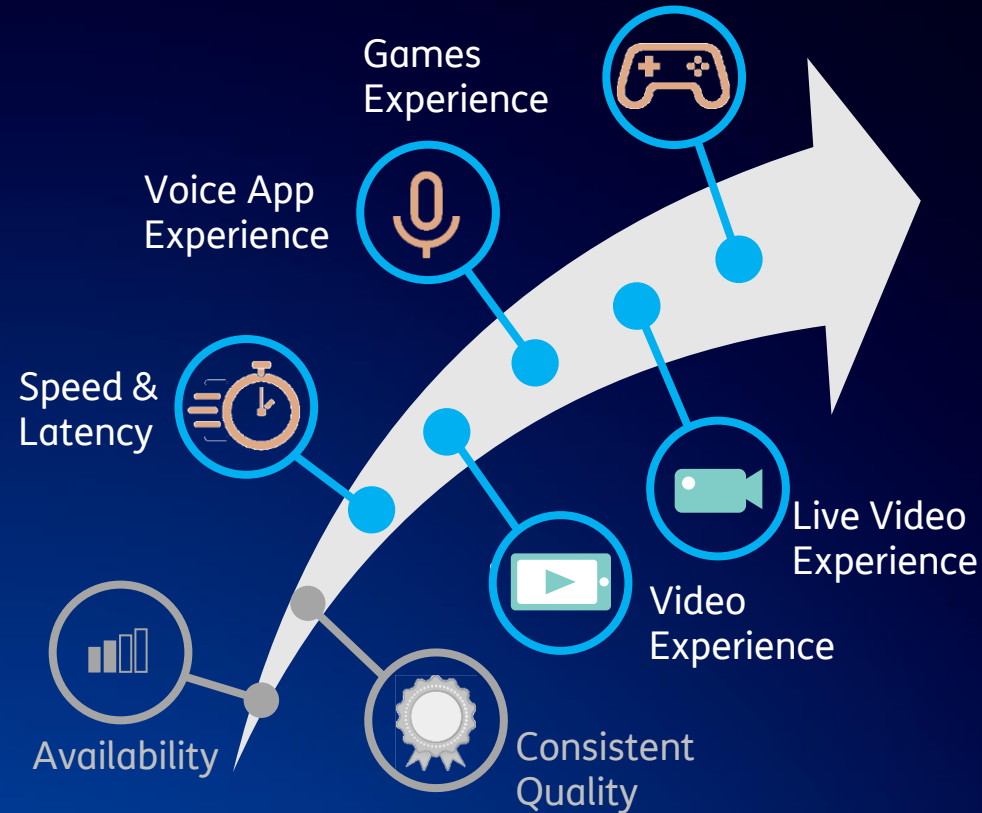 Games
Experience
Voice App
Experience
Speed &
Latency
Live Video
Experience
Video
Experience
Availability
Consistent
Quality